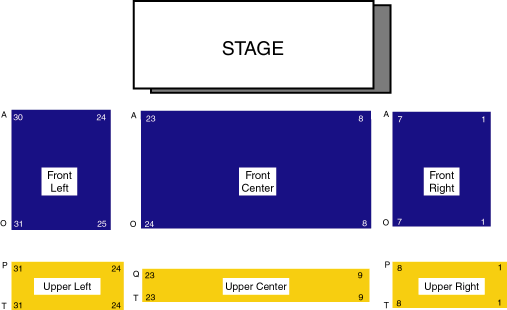 STAGE
A 30 24 A 23 8 A 7 1
Front
Left
Front
Center
Front
Right
O 31 25 O 24 8 O 7 1
P 31 24 Q 23 9 P 8 1
Upper Left Upper Center Upper Right
T 31 24 T 23 9 T 8 1